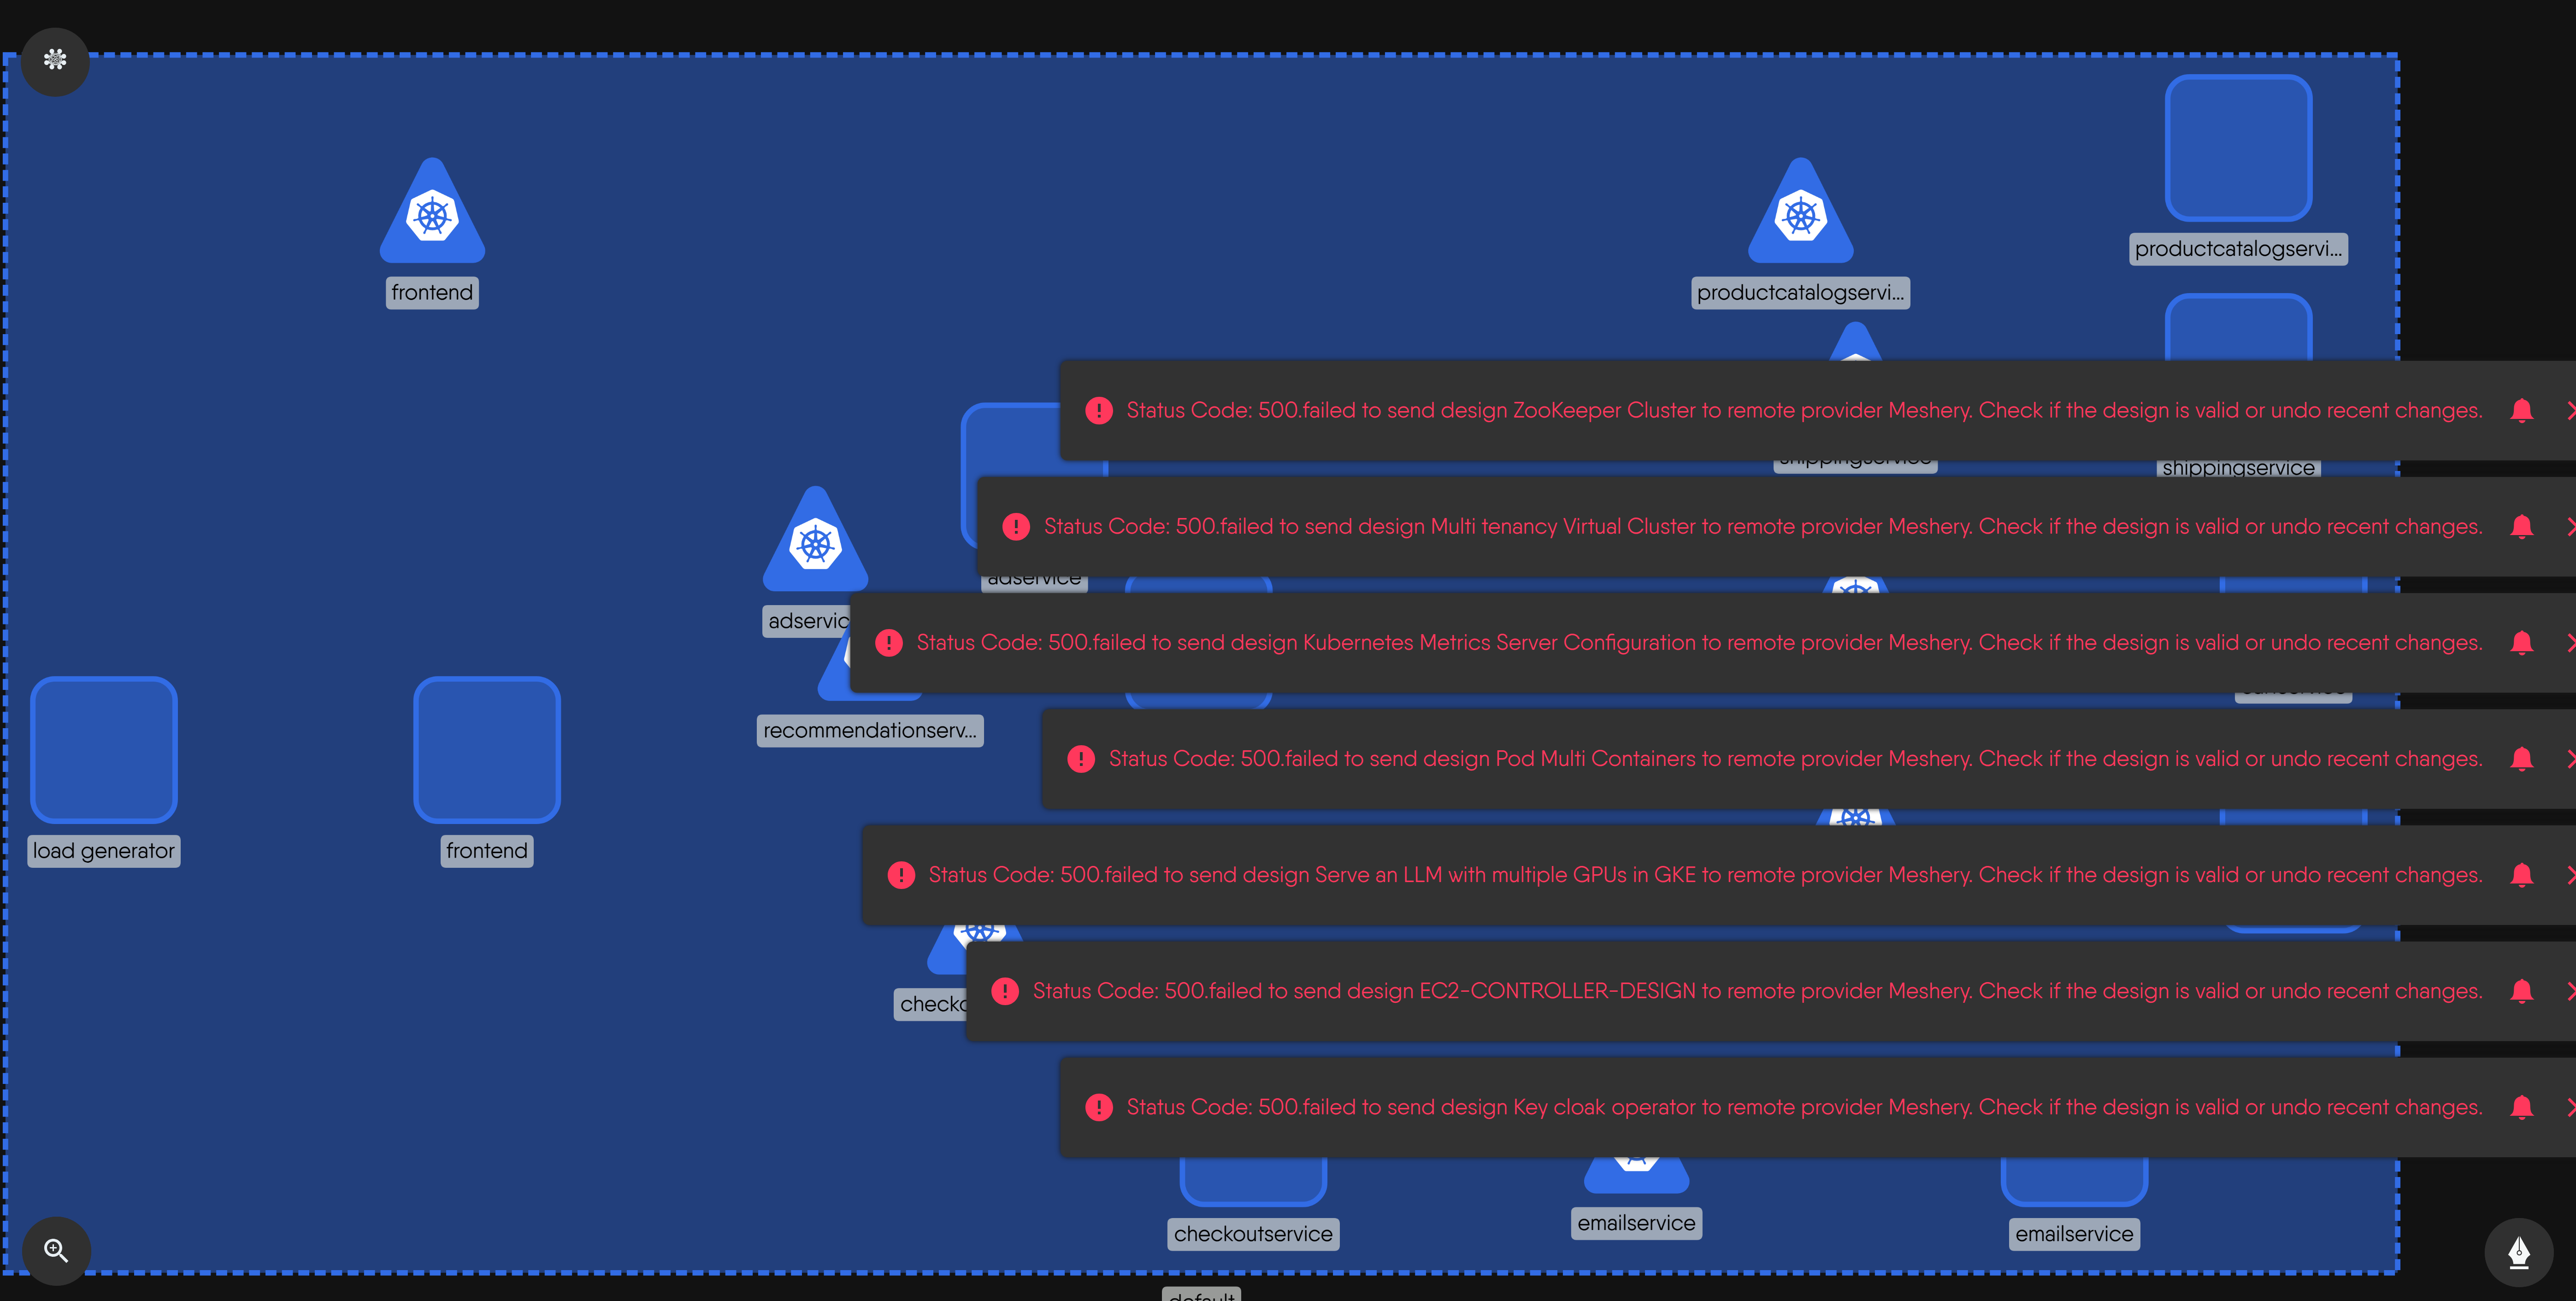 productcatalogservi...
frontend
productcatalogservi...
Status Code: 500.failed to send design ZooKeeper Cluster to remote provider Meshery. Check if the design is valid or undo recent changes.
shippingservice
shippingservice
Status Code: 500.failed to send design Multi tenancy Virtual Cluster to remote provider Meshery. Check if the design is valid or undo recent changes.
adservice
adservic
Status Code: 500.failed to send design Kubernetes Metrics Server Configuration to remote provider Meshery. Check if the design is valid or undo recent changes.
recommendationserv...
Status Code: 500.failed to send design Pod Multi Containers to remote provider Meshery. Check if the design is valid or undo recent changes.
load generator
frontend
Status Code: 500.failed to send design Serve an LLM with multiple GPUs in GKE to remote provider Meshery. Check if the design is valid or undo recent changes.
Status Code: 500.failed to send design EC2-CONTROLLER-DESIGN to remote provider Meshery. Check if the design is valid or undo recent changes.
Status Code: 500.failed to send design Key cloak operator to remote provider Meshery. Check if the design is valid or undo recent changes.
checkoutservice
emailservice
emailservice
default